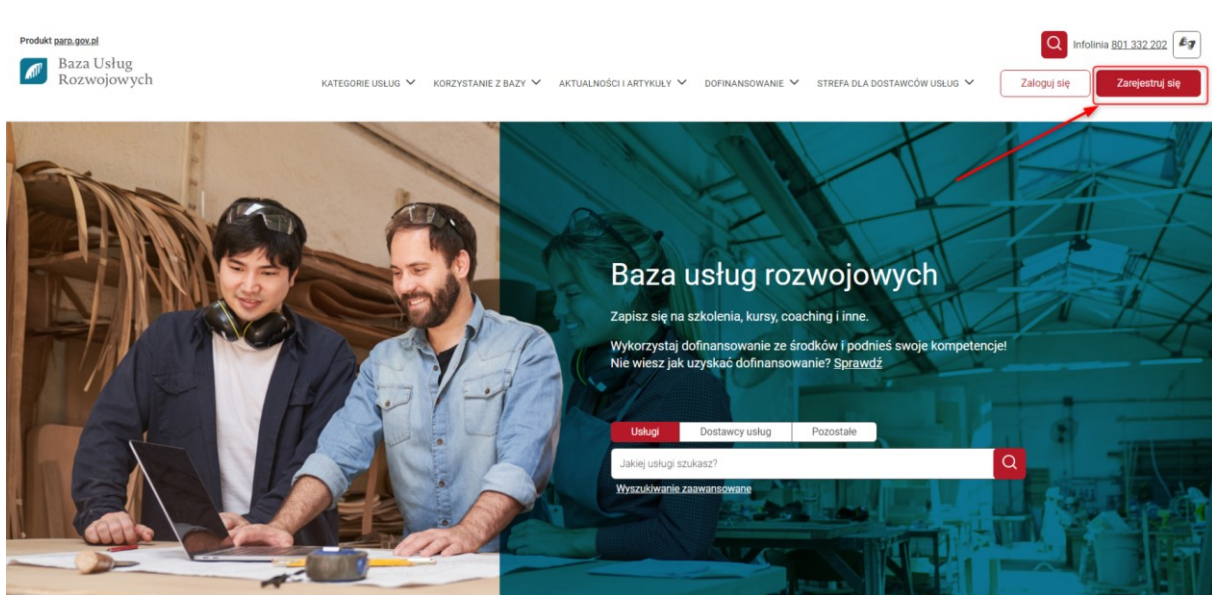 Produkt parp.gov.pl
Baza Usług
Rozwojowych
Infolinia 801 332 202
KATEGORIE USŁUG
KORZYSTANIE Z BAZY
AKTUALNOŚCI I ARTYKUŁY
DOFINANSOWANIE
STREFA DLA DOSTAWCÓW USŁUG
Zaloguj się
Zarejestruj się
Baza usług rozwojowych
Zapisz się na szkolenia, kursy, coaching i inne.
Wykorzystaj dofinansowanie ze środków i podnieś swoje kompetencje!
Nie wiesz jak uzyskać dofinansowanie? Sprawdź
Usługi
Dostawcy usług
Pozostałe
Jakiej usługi szukasz?
Wyszukiwanie zaawansowane